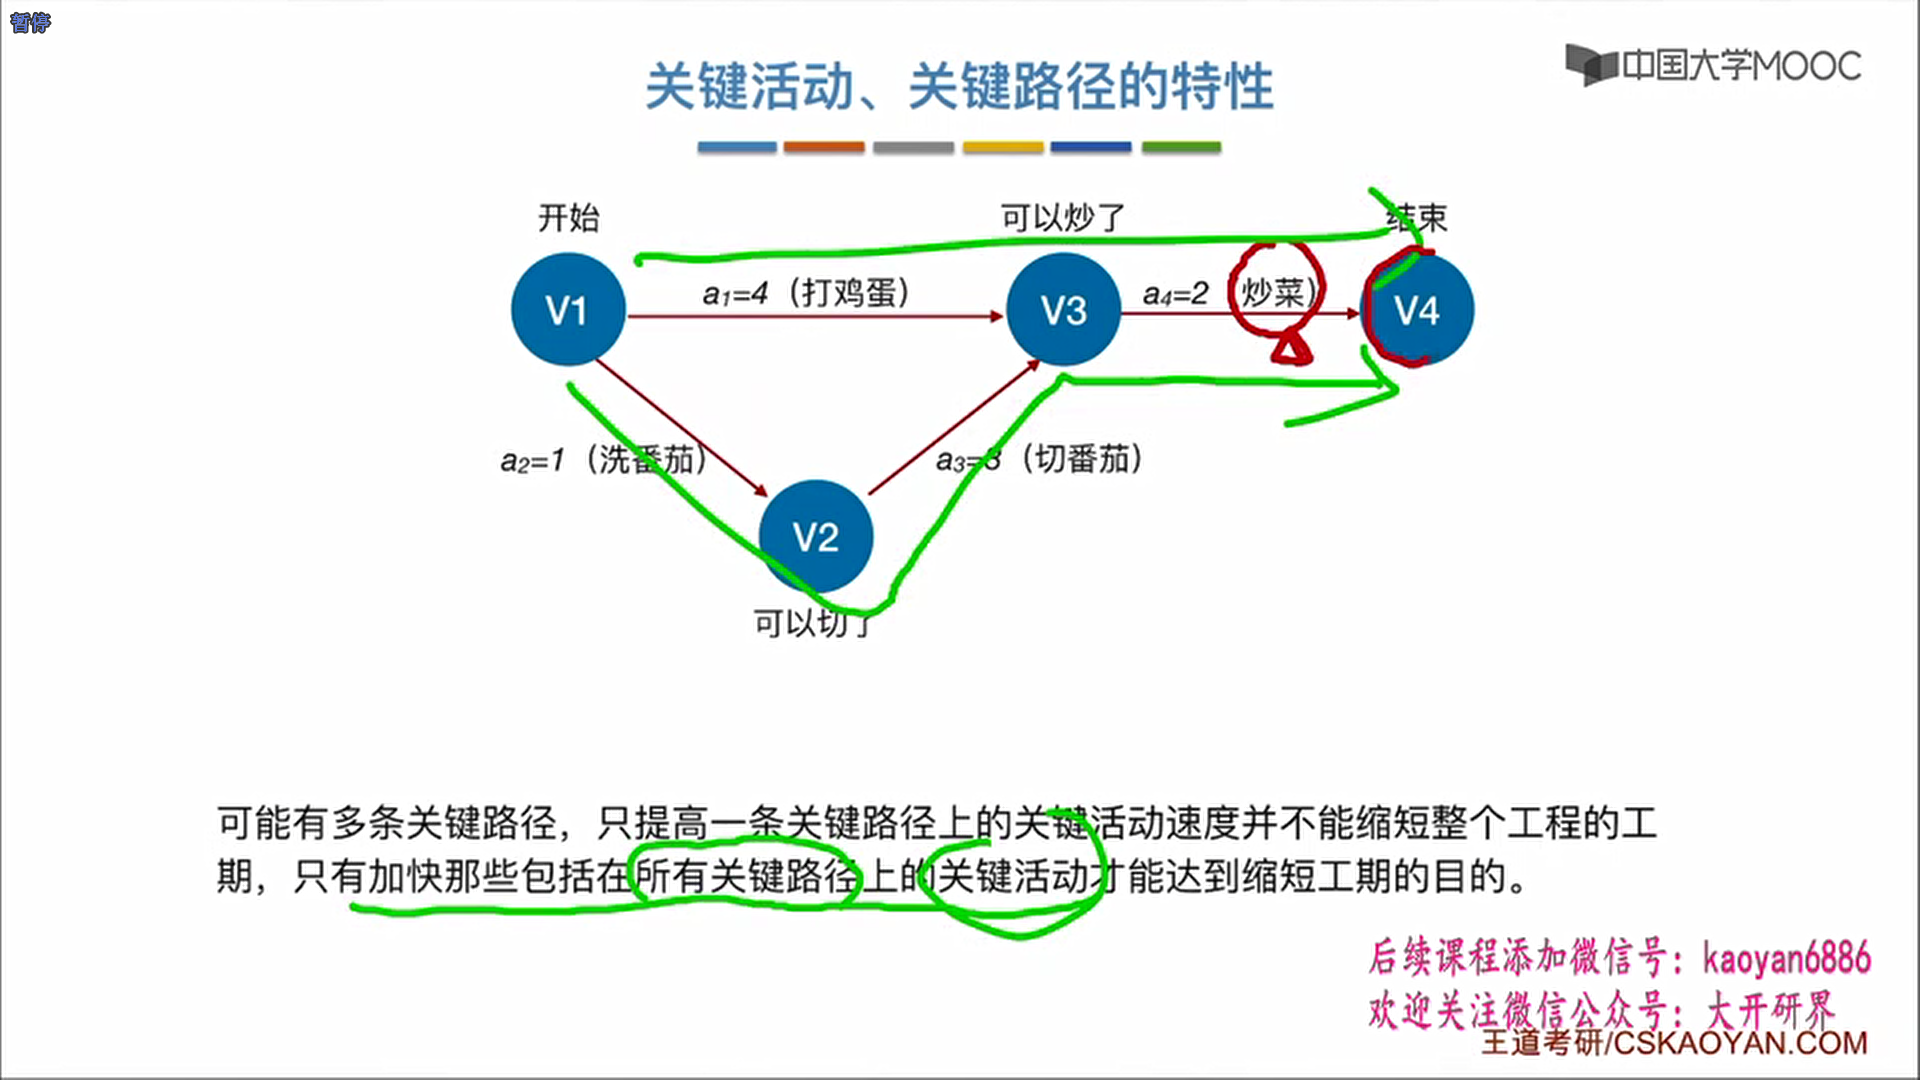 暂停
关键活动、关键路径的特性
中国大学MOOC
开始
可以炒了
结束
V1
a1=4（打鸡蛋）
V3
a4=2（炒菜）
V4
a2=1（洗番茄）
a3=3（切番茄）
V2
可以切了
可能有多条关键路径，只提高一条关键路径上的关键活动速度并不能缩短整个工程的工
期，只有加快那些包括在所有关键路径上的关键活动才能达到缩短工期的目的。
后续课程添加微信号：kaoyan6886
欢迎关注微信公众号：大开研界
王道考研/CSKAOYAN.COM